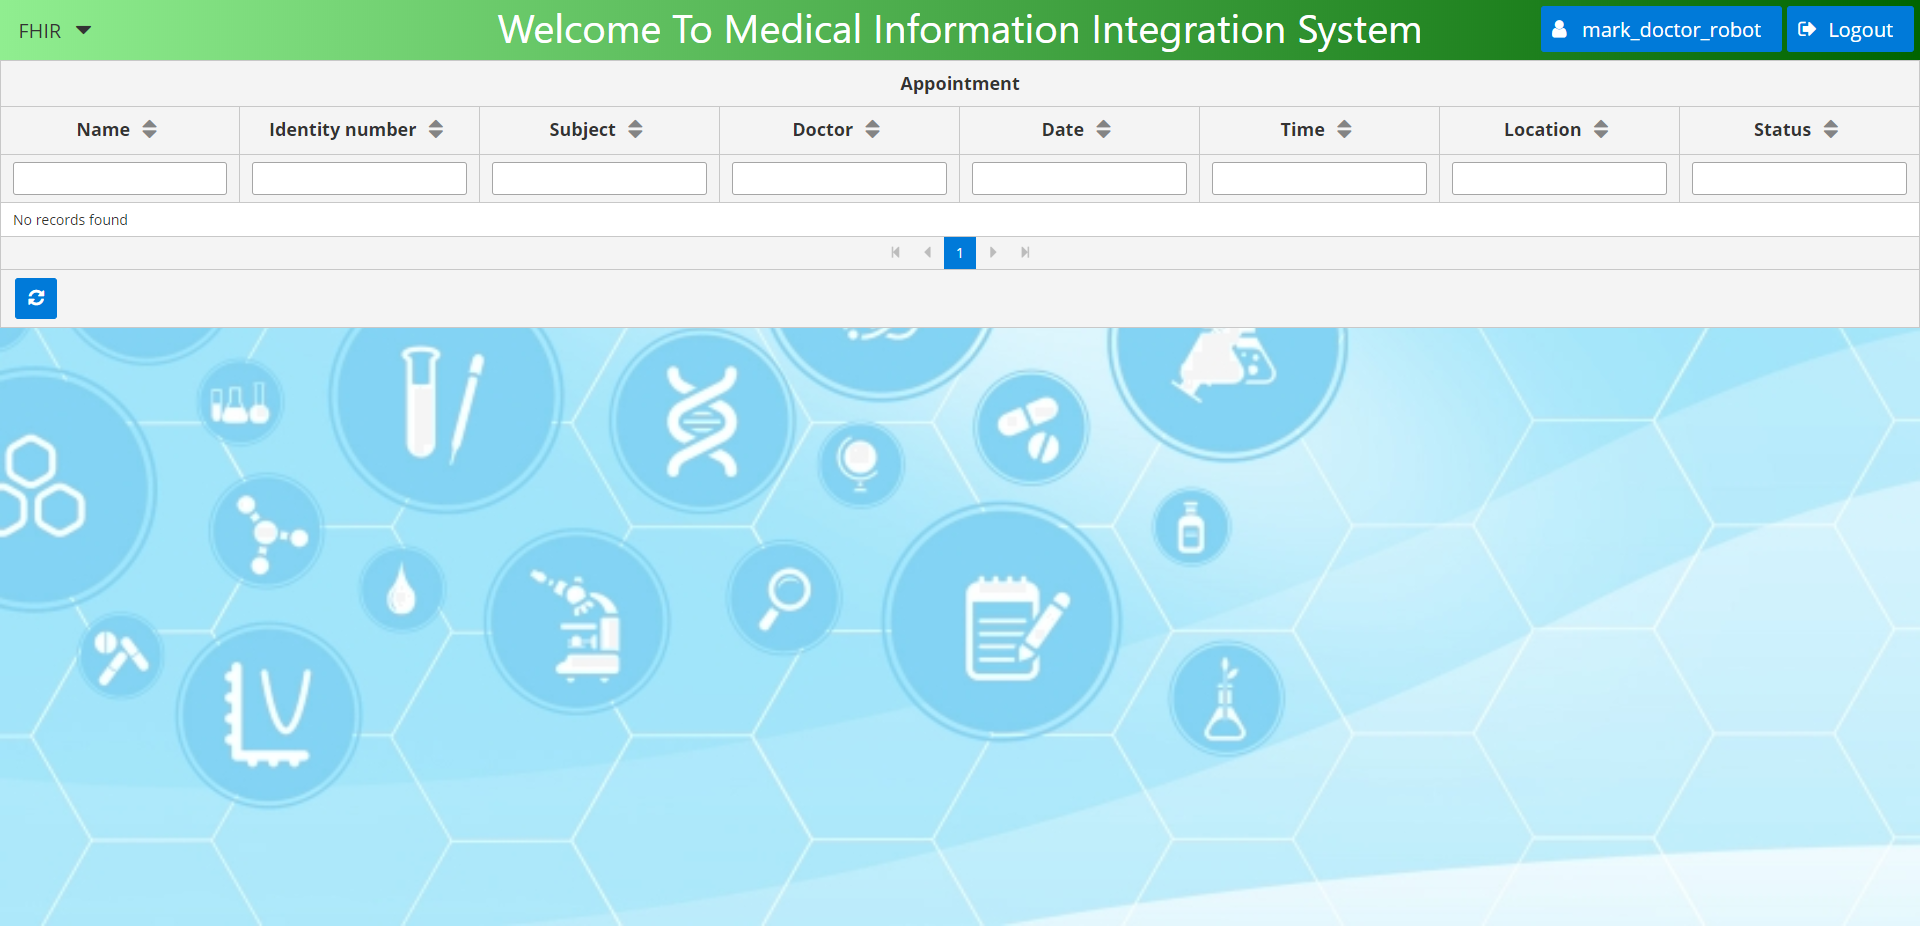 FHIR
Welcome To Medical Information Integration System
mark_doctor_robot
Logout
Appointment
Name Identity number Subject Doctor Date Time Location Status
No records found
1